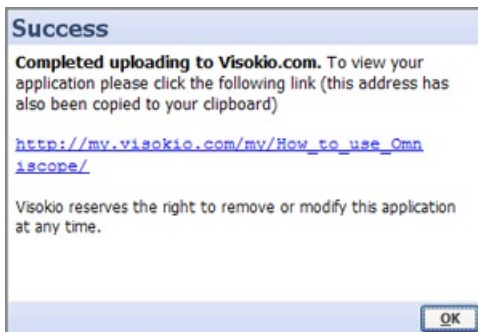 Success
Completed uploading to Visokio.com. To view your
application please click the following link (this address has
also been copied to your clipboard)
http://my.visokio.com/my/How_to_use_Omn
iscope/
Visokio reserves the right to remove or modify this application
at any time.
OK